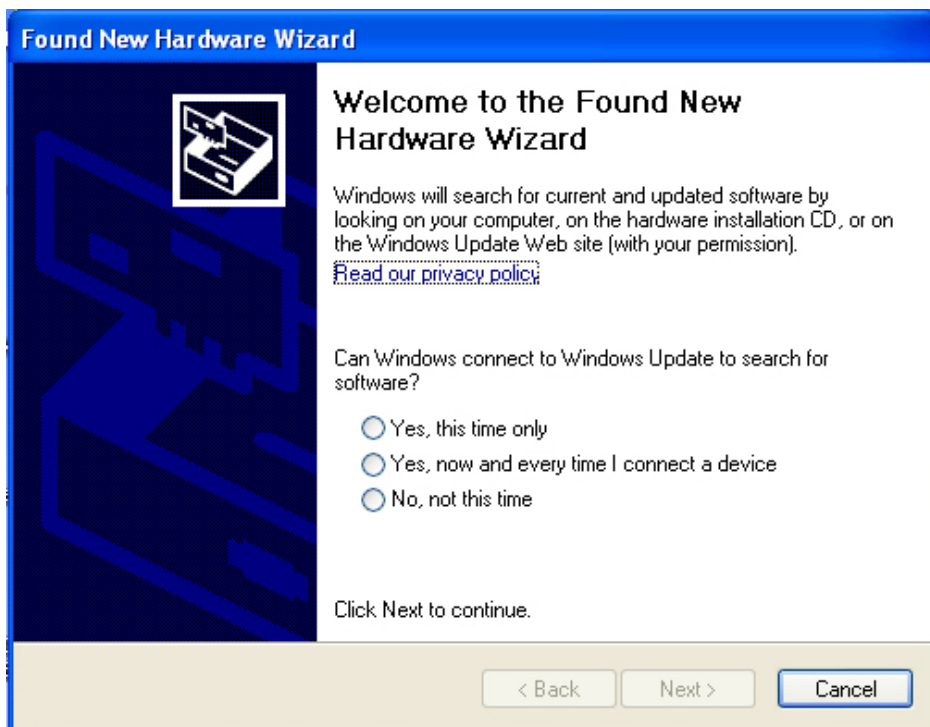 Found New Hardware Wizard
Welcome to the Found New
Hardware Wizard
Windows will search for current and updated software by
looking on your computer, on the hardware installation CD, or on
the Windows Update Web site (with your permission).
Read our privacy policy
Can Windows connect to Windows Update to search for
software?
Yes, this time only
Yes, now and every time I connect a device
No, not this time
Click Next to continue.
< Back
Next >
Cancel